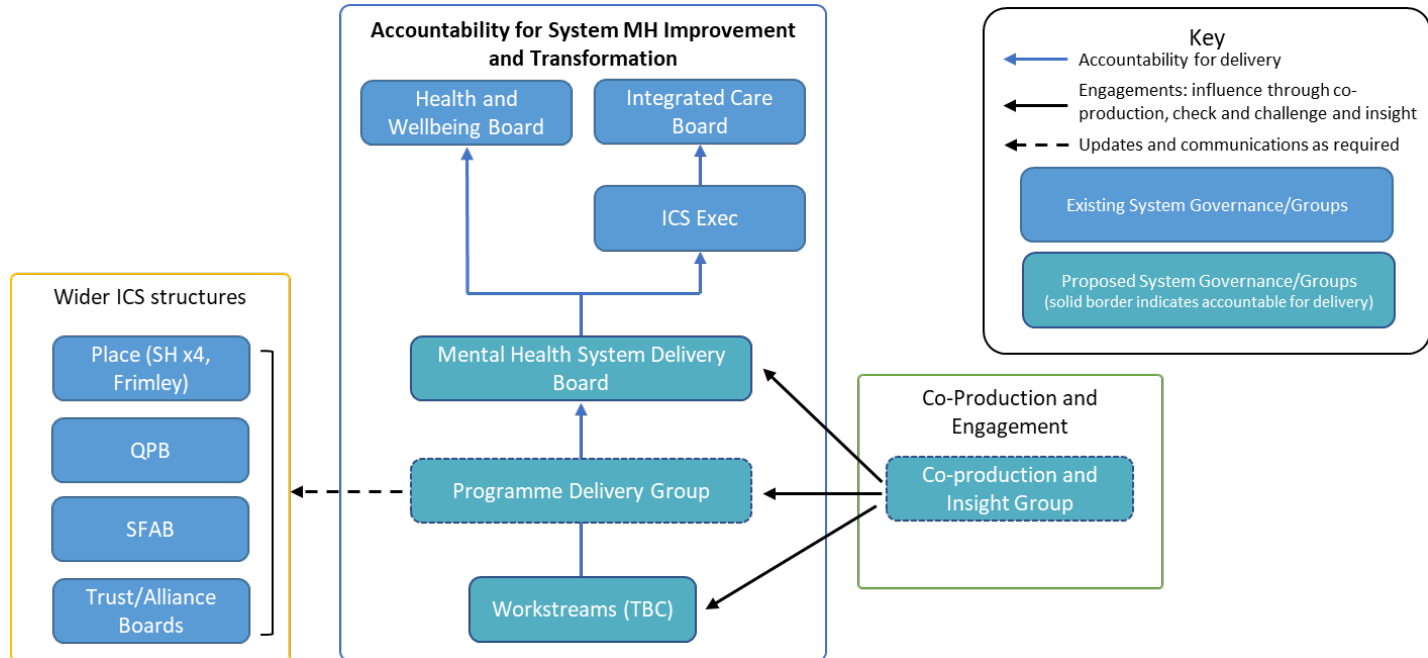 Accountability for System MH Improvement
and Transformation
Health and
Wellbeing Board
Integrated Care
Board
ICS Exec
Mental Health System Delivery
Board
Programme Delivery Group
Workstreams (TBC)
Wider ICS structures
Place (SH x4,
Frimley)
QPB
SFAB
Trust/Alliance
Boards
Co-Production and
Engagement
Co-production and
Insight Group
Key
Accountability for delivery
Engagements: influence through co-
production, check and challenge and insight
Updates and communications as required
Existing System Governance/Groups
Proposed System Governance/Groups
(solid border indicates accountable for delivery)